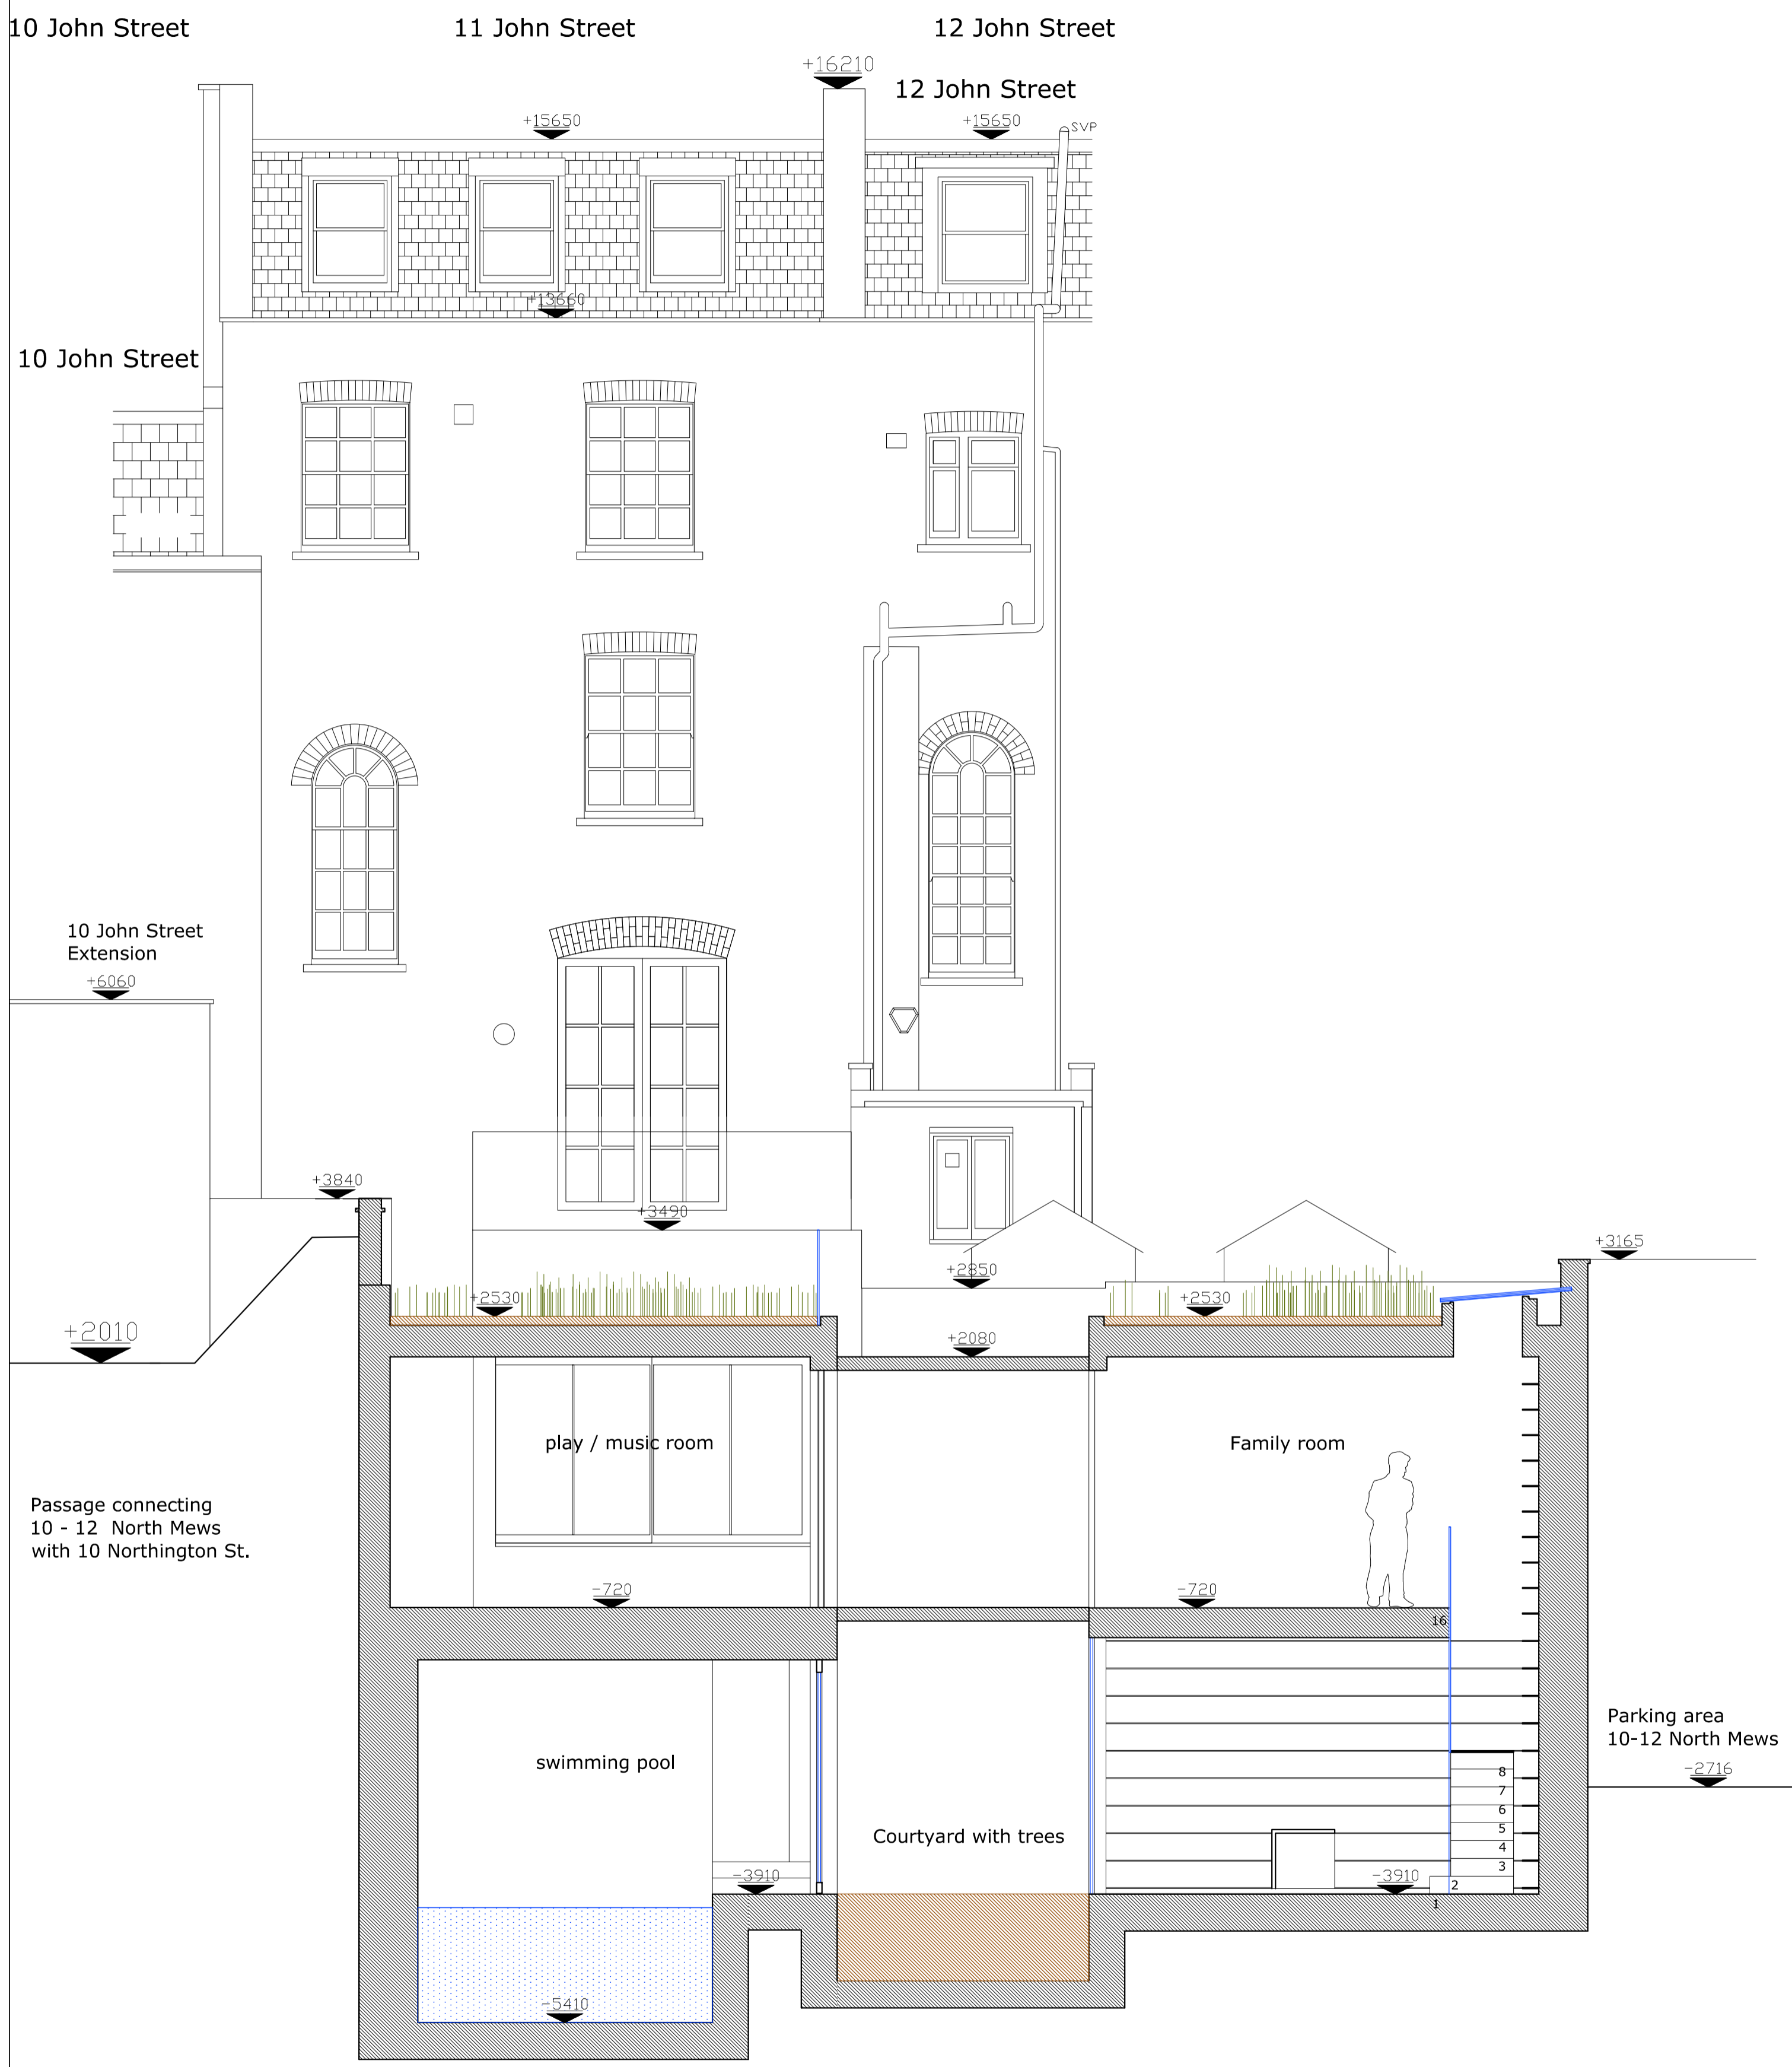 10 John Street
11 John Street
12 John Street
+16210
12 John Street
+15650
+15650
SVP
+13660
10 John Street
10 John Street
Extension
+6060
+3840
+3490
+3165
+2850
+2530
+2530
+2010
+2080
play / music room
Family room
Passage connecting
10 - 12 North Mews
with 10 Northington St.
-720
-720
16
Parking area
10-12 North Mews
swimming pool
-2716
8
7
6
Courtyard with trees
5
4
3
-3910
-3910
2
1
-5410